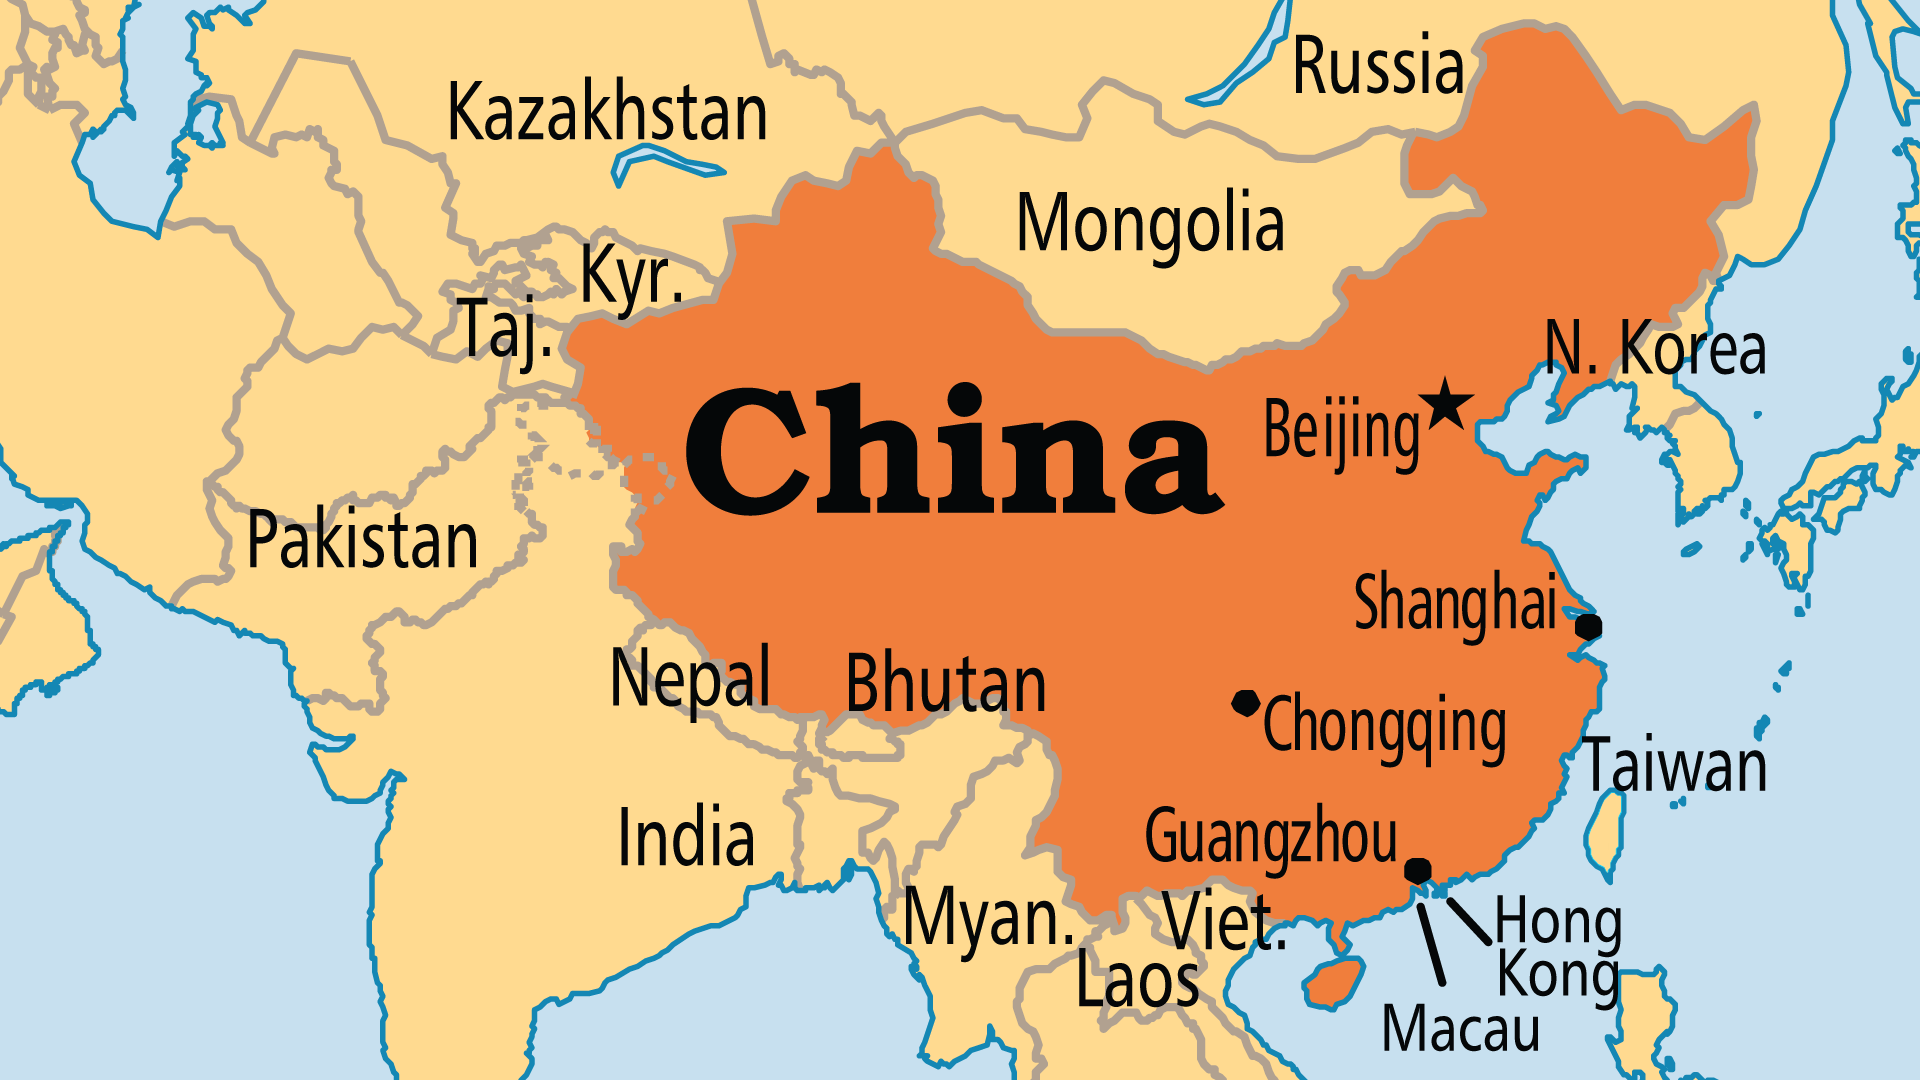 Russia
Kazakhstan
Mongolia
Kyr.
Taj.
N. Korea
China
Beijing
Pakistan
Shanghai
Nepal
Bhutan
Chongqing
Taiwan
India
Guangzhou
Myan.
Viet.
Hong
Kong
Laos
Macau